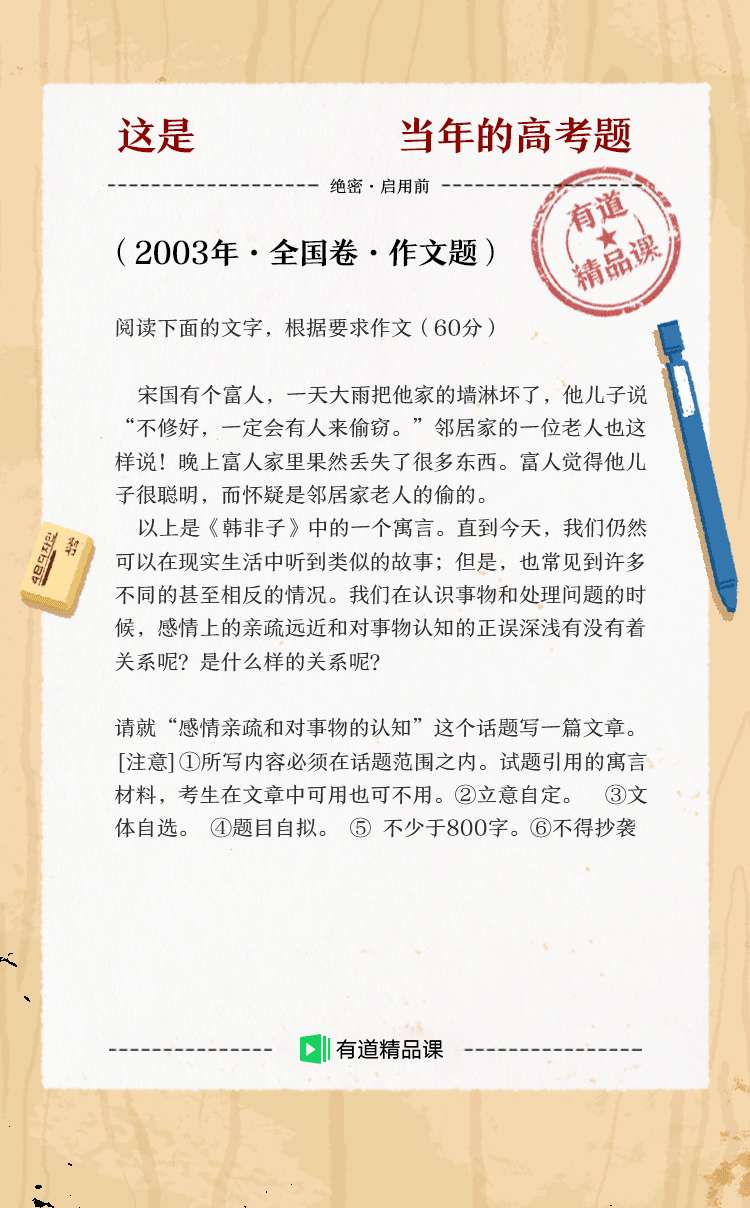 这是 当年的高考题
绝密·启用前
有道
精品课
（2003年·全国卷·作文题）
阅读下面的文字，根据要求作文（60分）
宋国有个富人，一天大雨把他家的墙淋坏了，他儿子说
“不修好，一定会有人来偷窃。”邻居家的一位老人也这
样说！晚上富人家里果然丢失了很多东西。富人觉得他儿
子很聪明，而怀疑是邻居家老人的偷的。
以上是《韩非子》中的一个寓言。直到今天，我们仍然
可以在现实生活中听到类似的故事；但是，也常见到许多
不同的甚至相反的情况。我们在认识事物和处理问题的时
候，感情上的亲疏远近和对事物认知的正误深浅有没有着
关系呢？是什么样的关系呢？
请就“感情亲疏和对事物的认知”这个话题写一篇文章。
[注意]①所写内容必须在话题范围之内。试题引用的寓言
材料，考生在文章中可用也可不用。②立意自定。 ③文
体自选。 ④题目自拟。 ⑤ 不少于800字。⑥不得抄袭
有道精品课